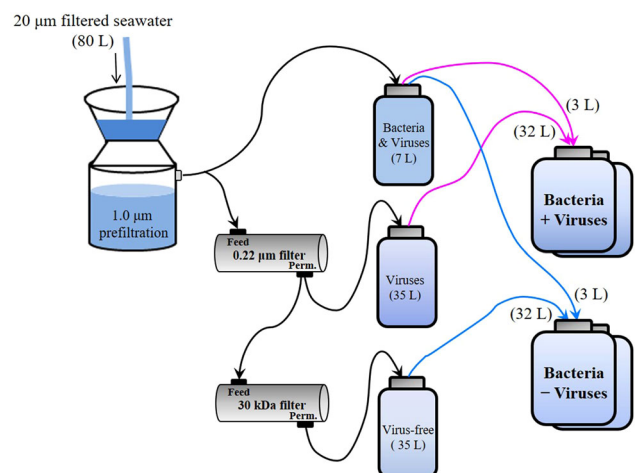 20 µm filtered seawater
(80 L)
1.0 µm
prefiltration
Bacteria
& Viruses
(7 L)
(3 L)
(32 L)
Bacteria
+ Viruses
Feed
0.22 µm filter
Perm.
Viruses
(35 L)
(3 L)
(32 L)
Bacteria
− Viruses
Feed
30 kDa filter
Perm.
Virus-free
( 35 L)